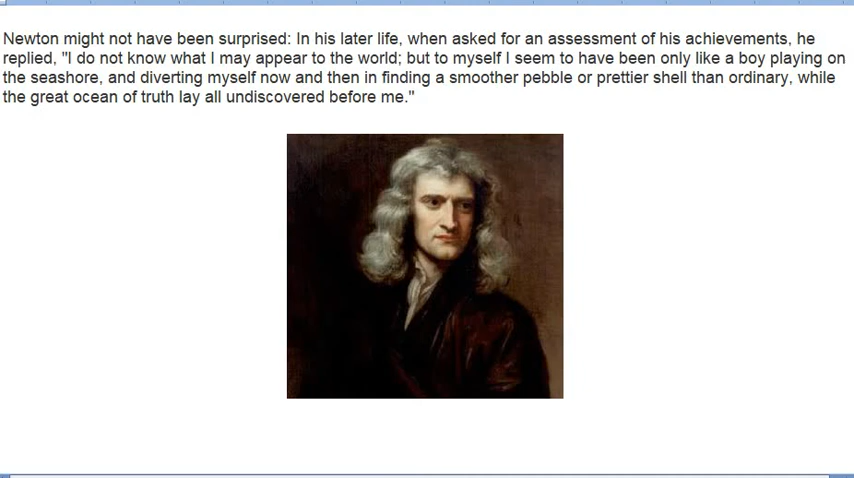 Newton might not have been surprised: In his later life, when asked for an assessment of his achievements, he
replied, "I do not know what I may appear to the world; but to myself I seem to have been only like a boy playing on
the seashore, and diverting myself now and then in finding a smoother pebble or prettier shell than ordinary, while
the great ocean of truth lay all undiscovered before me."